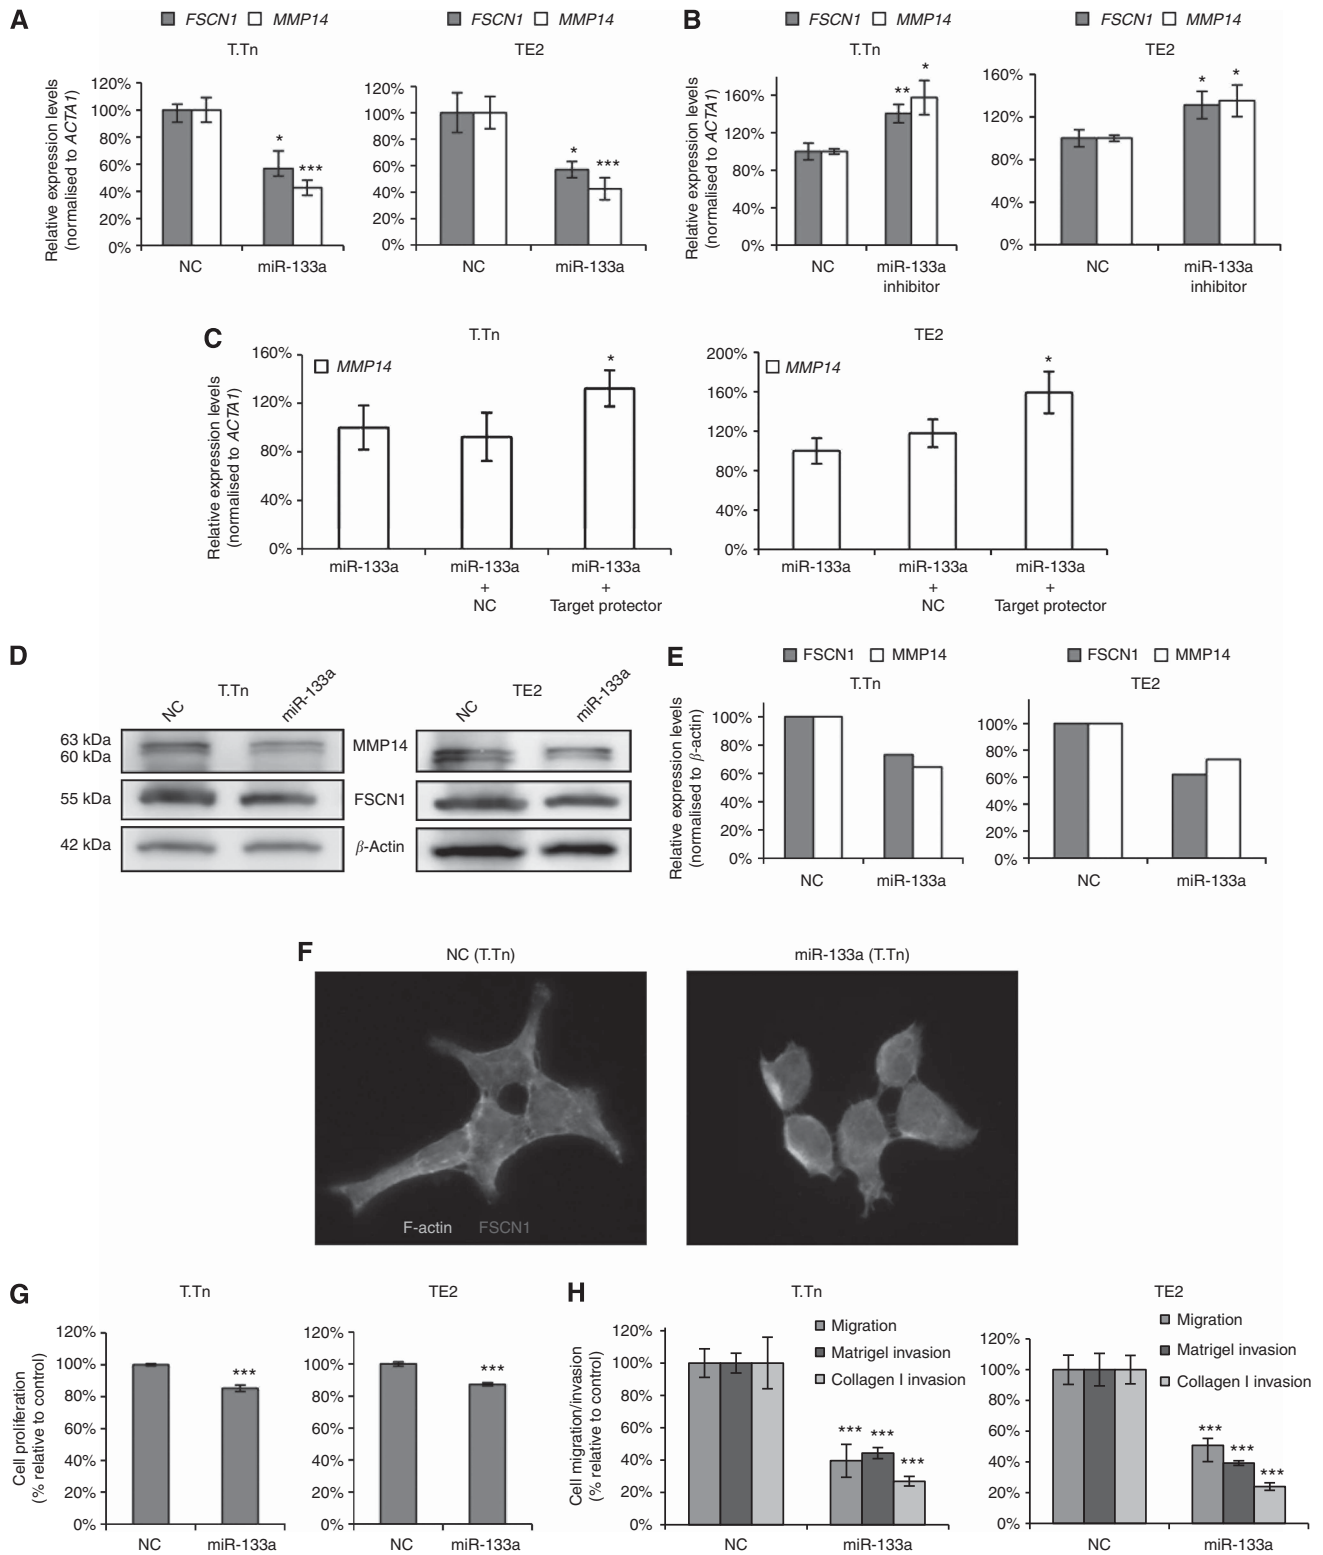 A
FSCN1 MMP14
T.Tn
Relative expression levels
(normalised to ACTA1)
120%
100%
80%
60%
40%
20%
0%
*
***
NC
miR-133a
FSCN1 MMP14
TE2
120%
100%
80%
60%
40%
20%
0%
*
***
NC
miR-133a
B
FSCN1 MMP14
T.Tn
Relative expression levels
(normalised to ACTA1)
160%
120%
80%
40%
0%
**
*
NC
miR-133a
inhibitor
FSCN1 MMP14
TE2
160%
120%
80%
40%
0%
*
*
NC
miR-133a
inhibitor
C
T.Tn
MMP14
Relative expression levels
(normalised to ACTA1)
160%
120%
80%
40%
0%
*
miR-133a
miR-133a
+
NC
miR-133a
+
Target protector
TE2
MMP14
200%
160%
120%
80%
40%
0%
*
miR-133a
miR-133a
+
NC
miR-133a
+
Target protector
D
T.Tn
NC
miR-133a
TE2
NC
miR-133a
63 kDa
60 kDa
MMP14
55 kDa
FSCN1
42 kDa
β-Actin
E
FSCN1 MMP14
T.Tn
Relative expression levels
(normalised to β-actin)
100%
80%
60%
40%
20%
0%
NC
miR-133a
FSCN1 MMP14
TE2
100%
80%
60%
40%
20%
0%
NC
miR-133a
F
NC (T.Tn)
F-actin FSCN1
miR-133a (T.Tn)
G
T.Tn
Cell proliferation
(% relative to control)
120%
100%
80%
60%
40%
20%
0%
***
NC
miR-133a
TE2
120%
100%
80%
60%
40%
20%
0%
***
NC
miR-133a
H
T.Tn
Migration
Matrigel invasion
Collagen I invasion
Cell migration/invasion
(% relative to control)
120%
100%
80%
60%
40%
20%
0%
***
***
***
NC
miR-133a
TE2
Migration
Matrigel invasion
Collagen I invasion
120%
100%
80%
60%
40%
20%
0%
***
***
***
NC
miR-133a